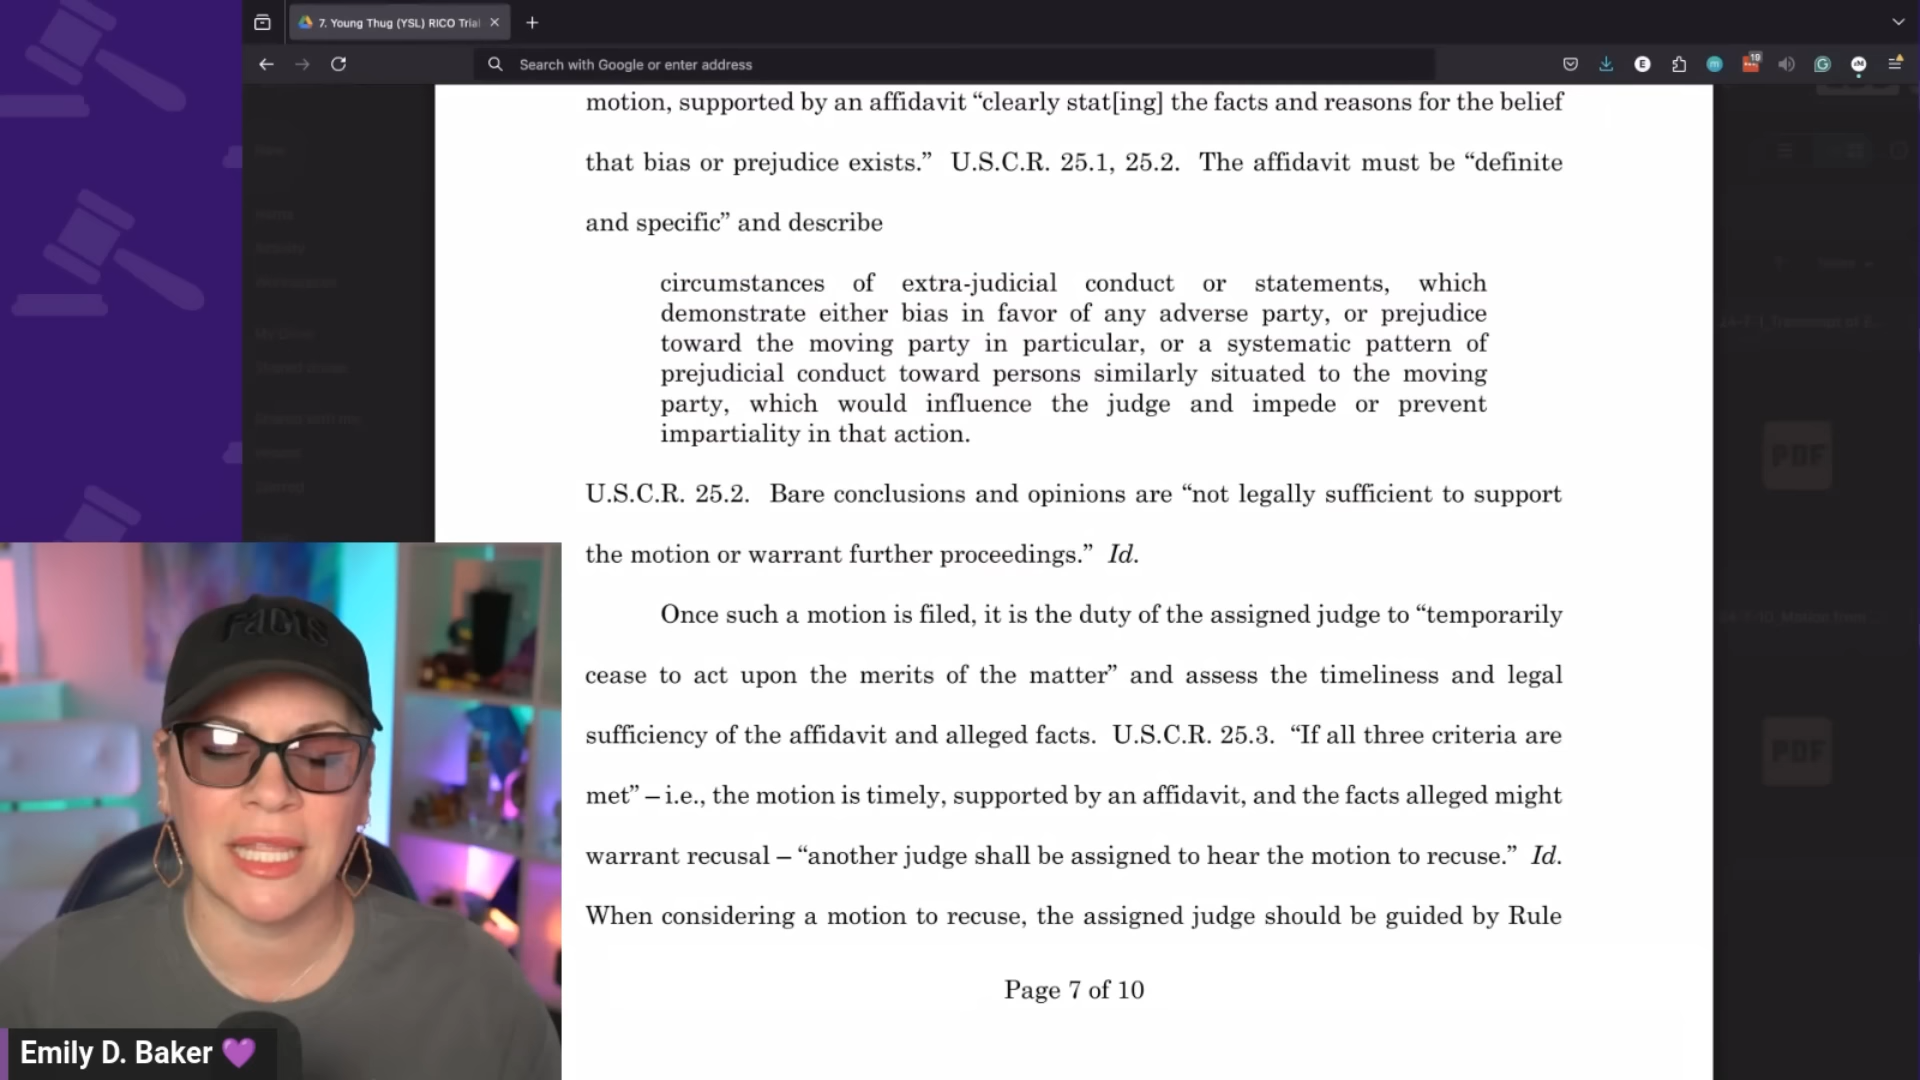 7. Young Thug (YSL) RICO Trial
Search with Google or enter address
19
motion, supported by an affidavit “clearly stat[ing] the facts and reasons for the belief
that bias or prejudice exists.” U.S.C.R. 25.1, 25.2. The affidavit must be “definite
and specific” and describe
circumstances of extra-judicial conduct or statements, which
demonstrate either bias in favor of any adverse party, or prejudice
toward the moving party in particular, or a systematic pattern of
prejudicial conduct toward persons similarly situated to the moving
party, which would influence the judge and impede or prevent
impartiality in that action.
U.S.C.R. 25.2. Bare conclusions and opinions are “not legally sufficient to support
the motion or warrant further proceedings.” Id.
Once such a motion is filed, it is the duty of the assigned judge to “temporarily
cease to act upon the merits of the matter” and assess the timeliness and legal
sufficiency of the affidavit and alleged facts. U.S.C.R. 25.3. “If all three criteria are
met” – i.e., the motion is timely, supported by an affidavit, and the facts alleged might
warrant recusal – “another judge shall be assigned to hear the motion to recuse.” Id.
When considering a motion to recuse, the assigned judge should be guided by Rule
Page 7 of 10
PDF
PDF
FACTS
Emily D. Baker 💜